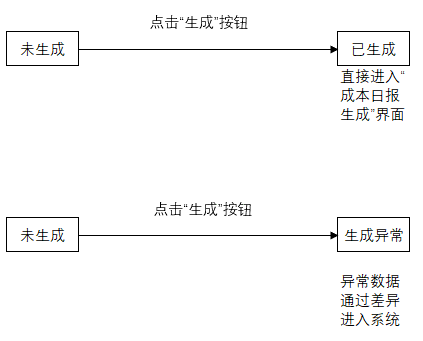 点击“生成”按钮
未生成
已生成
直接进入“
成本日报
生成”界面
点击“生成”按钮
未生成
生成异常
异常数据
通过差异
进入系统